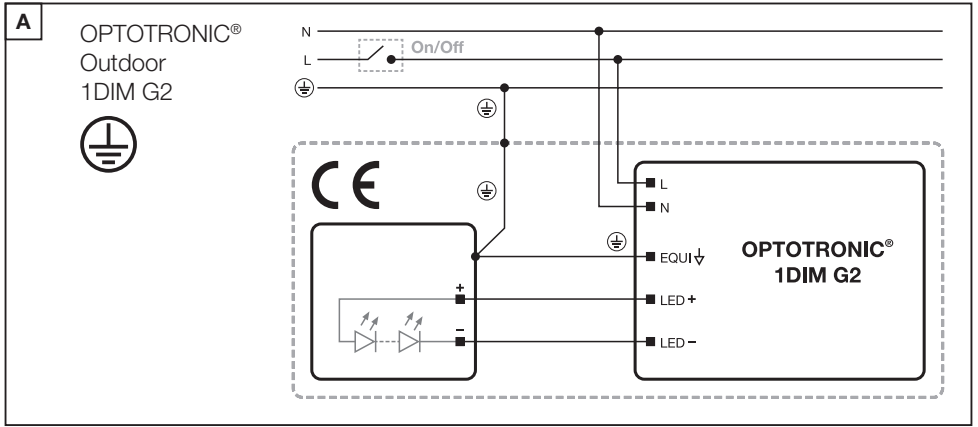 A
OPTOTRONIC®
Outdoor
1DIM G2
N
L
On/Off
CE
L
N
EQUI
LED +
LED −
OPTOTRONIC®
1DIM G2
+
−